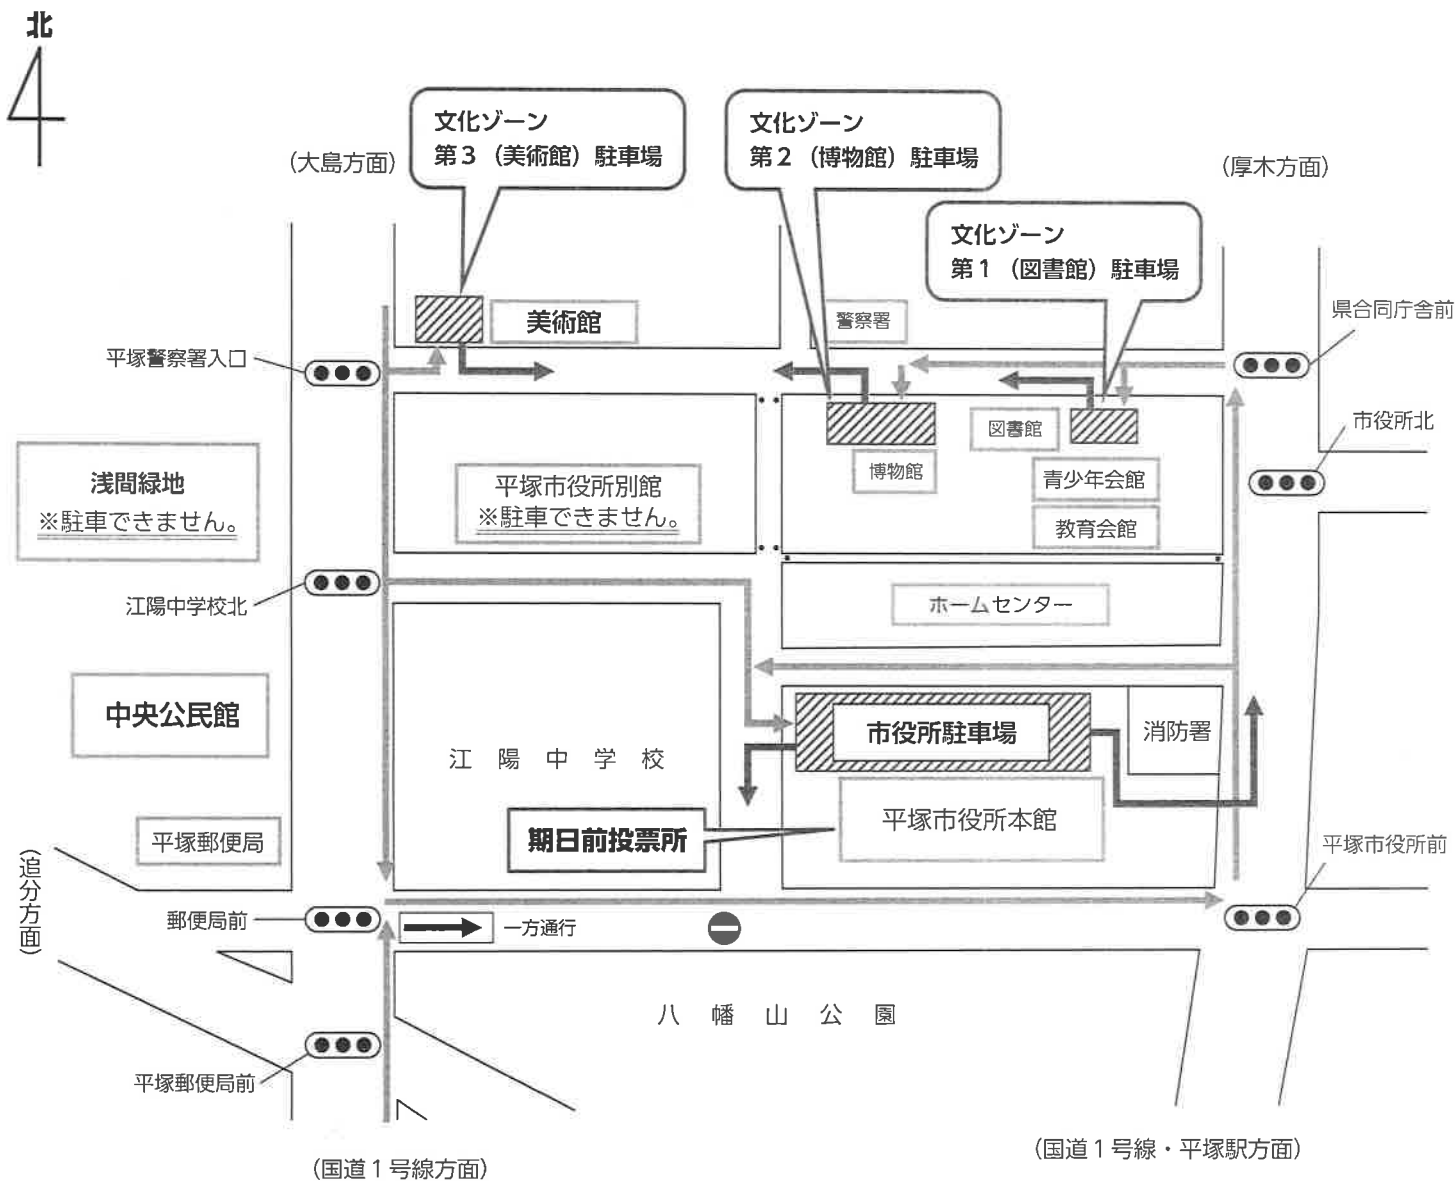 北
文化ゾーン
第3（美術館）駐車場
文化ゾーン
第2（博物館）駐車場
（大島方面）
（厚木方面）
文化ゾーン
第1（図書館）駐車場
美術館
警察署
県合同庁舎前
平塚警察署入口
市役所北
図書館
博物館
青少年会館
教育会館
浅間緑地
※駐車できません。
平塚市役所別館
※駐車できません。
江陽中学校北
ホームセンター
中央公民館
市役所駐車場
消防署
江陽中学校
平塚郵便局
期日前投票所
平塚市役所本館
平塚市役所前
（追分方面）
郵便局前
一方通行
八幡山公園
平塚郵便局前
（国道1号線方面）
（国道1号線・平塚駅方面）